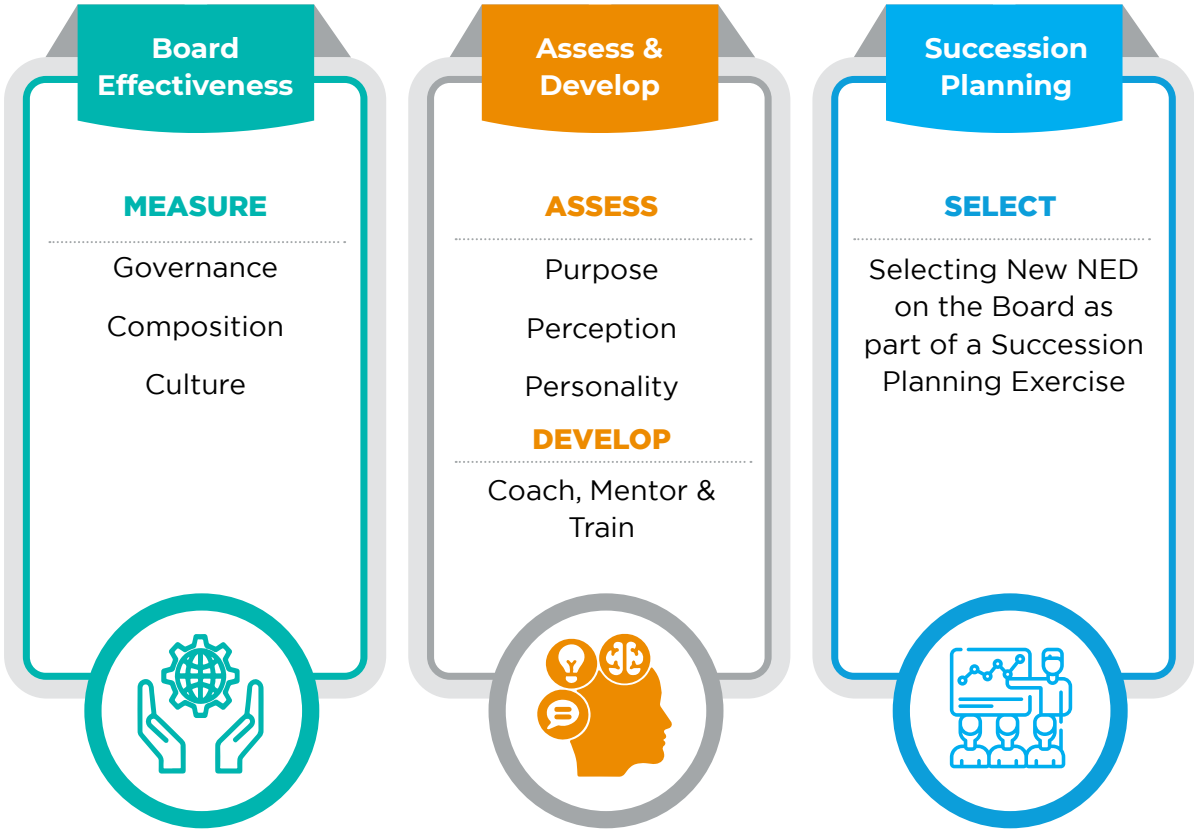 Board
Effectiveness
MEASURE
Governance
Composition
Culture
Assess &
Develop
ASSESS
Purpose
Perception
Personality
DEVELOP
Coach, Mentor &
Train
Succession
Planning
SELECT
Selecting New NED
on the Board as
part of a Succession
Planning Exercise